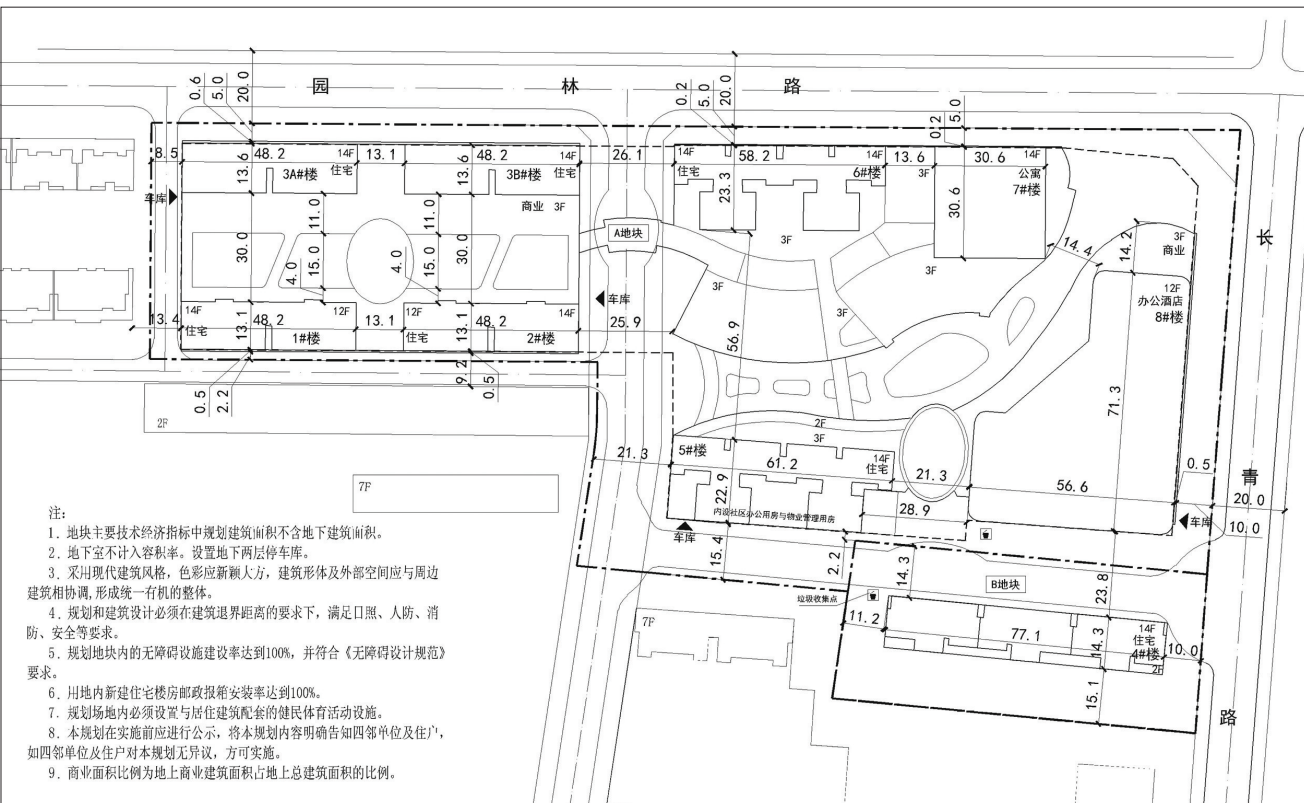 园 林 路
0.6
5.0
20.0
0.2
5.0
20.0
0.2
5.0
8.5
48.2
14F
住宅
13.1
48.2
14F
住宅
26.1
14F
住宅
58.2
14F
住宅
13.6
30.6
14F
公寓
13.6
3A#楼
13.6
3B#楼
6#楼
3F
7#楼
车库
商业 3F
23.3
30.6
11.0
11.0
A地块
3F
14.2
3F
商业
长
30.0
15.0
4.0
4.0
15.0
30.0
3F
3F
14.4
12F
办公酒店
8#楼
车库
3F
13.4
14F
住宅
13.1
48.2
1#楼
12F
13.1
12F
住宅
13.1
48.2
2#楼
14F
25.9
56.9
0.5
2.2
9.2
0.5
71.3
2F
2F
3F
5#楼
14F
住宅
青
21.3
61.2
21.3
56.6
0.5
20.0
10.0
7F
22.9
内设社区办公用房与物业管理用房
28.9
车库
车库
15.4
2.2
14.3
B地块
23.8
垃圾收集点
11.2
77.1
14.3
14F
住宅
4#楼
2F
10.0
7F
15.1
路
注:
1. 地块主要技术经济指标中规划建筑面积不含地下建筑面积。
2. 地下室不计入容积率。设置地下两层停车库。
3. 采用现代建筑风格, 色彩应新颖大方, 建筑形体及外部空间应与周边
建筑相协调, 形成统一有机的整体。
4. 规划和建筑设计必须在建筑退界距离的要求下, 满足日照、人防、消
防、安全等要求。
5. 规划地块内的无障碍设施建设率达到100%, 并符合《无障碍设计规范》
要求。
6. 用地内新建住宅楼房邮政报箱安装率达到100%。
7. 规划场地内必须设置与居住建筑配套的健民体育活动设施。
8. 本规划在实施前应进行公示, 将本规划内容明确告知四邻单位及住户,
如四邻单位及住户对本规划无异议, 方可实施。
9. 商业面积比例为地上商业建筑面积占地上总建筑面积的比例。